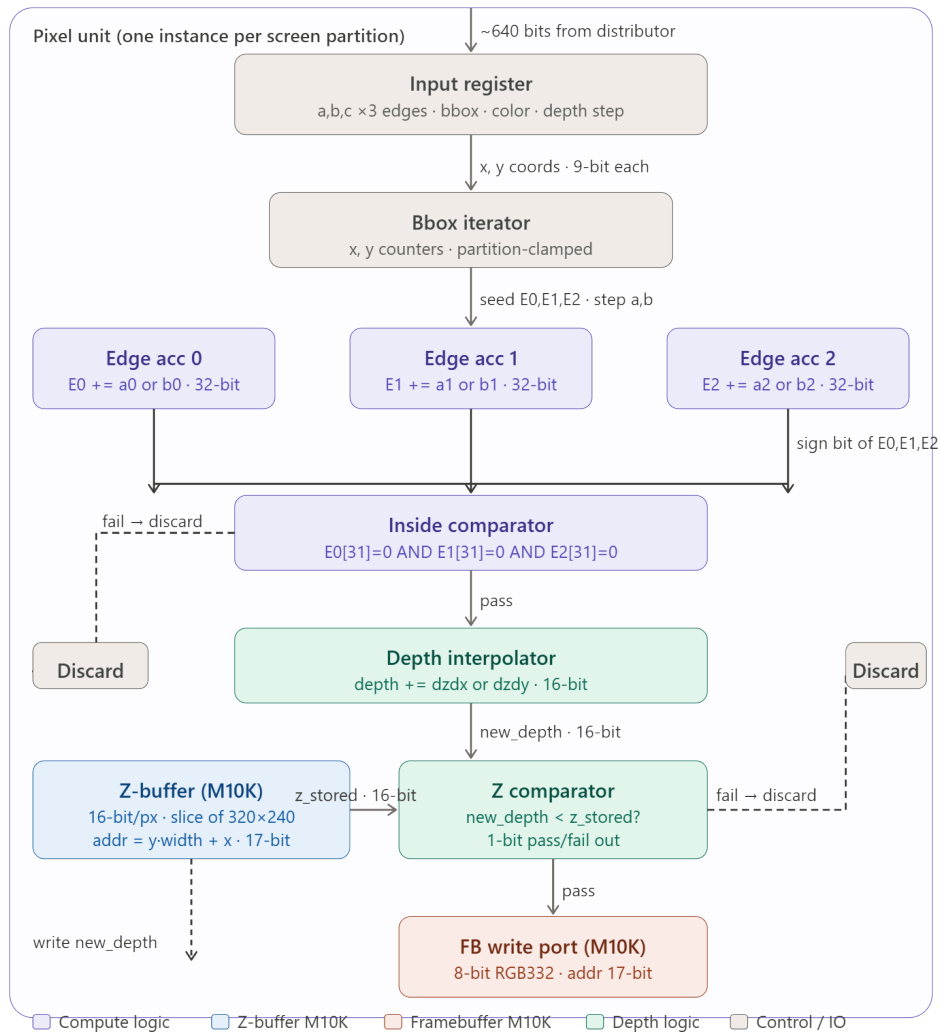 Pixel unit (one instance per screen partition)
~640 bits from distributor
Input register
a,b,c ×3 edges · bbox · color · depth step
x, y coords · 9-bit each
Bbox iterator
x, y counters · partition-clamped
seed E0,E1,E2 · step a,b
Edge acc 0
E0 += a0 or b0 · 32-bit
Edge acc 1
E1 += a1 or b1 · 32-bit
Edge acc 2
E2 += a2 or b2 · 32-bit
sign bit of E0,E1,E2
Inside comparator
E0[31]=0 AND E1[31]=0 AND E2[31]=0
fail → discard
pass
Discard
Depth interpolator
depth += dzdx or dzdy · 16-bit
Discard
new_depth · 16-bit
Z-buffer (M10K)
16-bit/px · slice of 320×240
addr = y·width + x · 17-bit
z_stored · 16-bit
Z comparator
new_depth < z_stored?
1-bit pass/fail out
fail → discard
pass
write new_depth
FB write port (M10K)
8-bit RGB332 · addr 17-bit
Compute logic
Z-buffer M10K
Framebuffer M10K
Depth logic
Control / IO